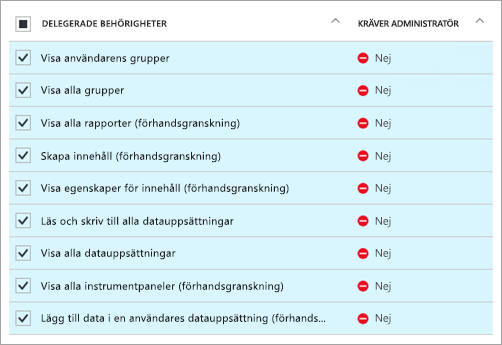 DELEGERADE BEHÖRIGHETER KRÄVER ADMINISTRATÖR
Visa användarens grupper Nej
Visa alla grupper Nej
Visa alla rapporter (förhandsgranskning) Nej
Skapa innehåll (förhandsgranskning) Nej
Visa egenskaper för innehåll (förhandsgranskning) Nej
Läs och skriv till alla datauppsättningar Nej
Visa alla datauppsättningar Nej
Visa alla instrumentpaneler (förhandsgranskning) Nej
Lägg till data i en användares datauppsättning (förhands... Nej